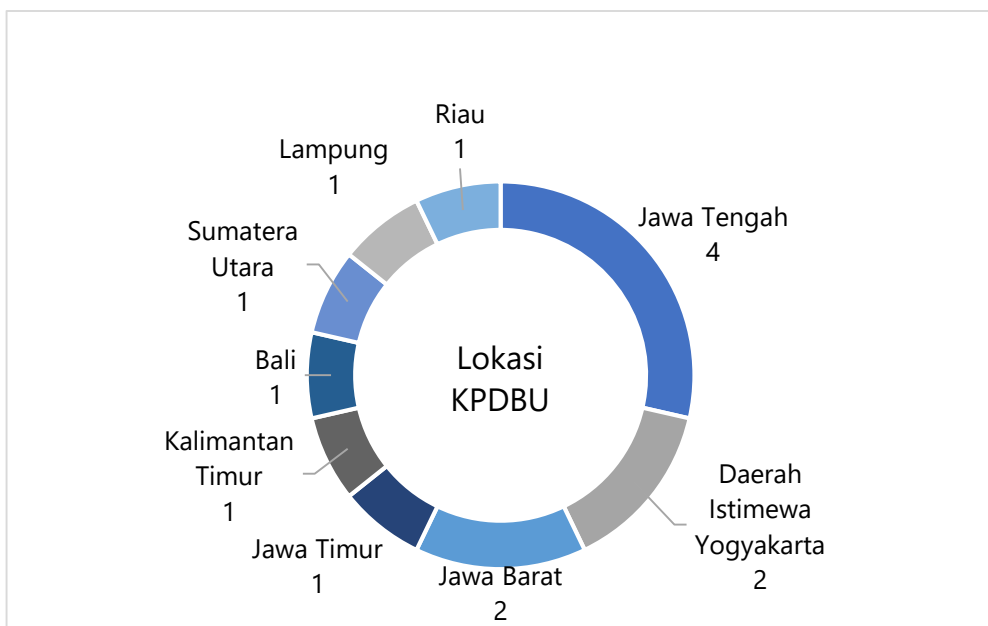 Riau
1
Lampung
1
Jawa Tengah
4
Sumatera
Utara
1
Lokasi
KPDBU
Bali
1
Kalimantan
Timur
1
Daerah
Istimewa
Yogyakarta
2
Jawa Timur
1
Jawa Barat
2